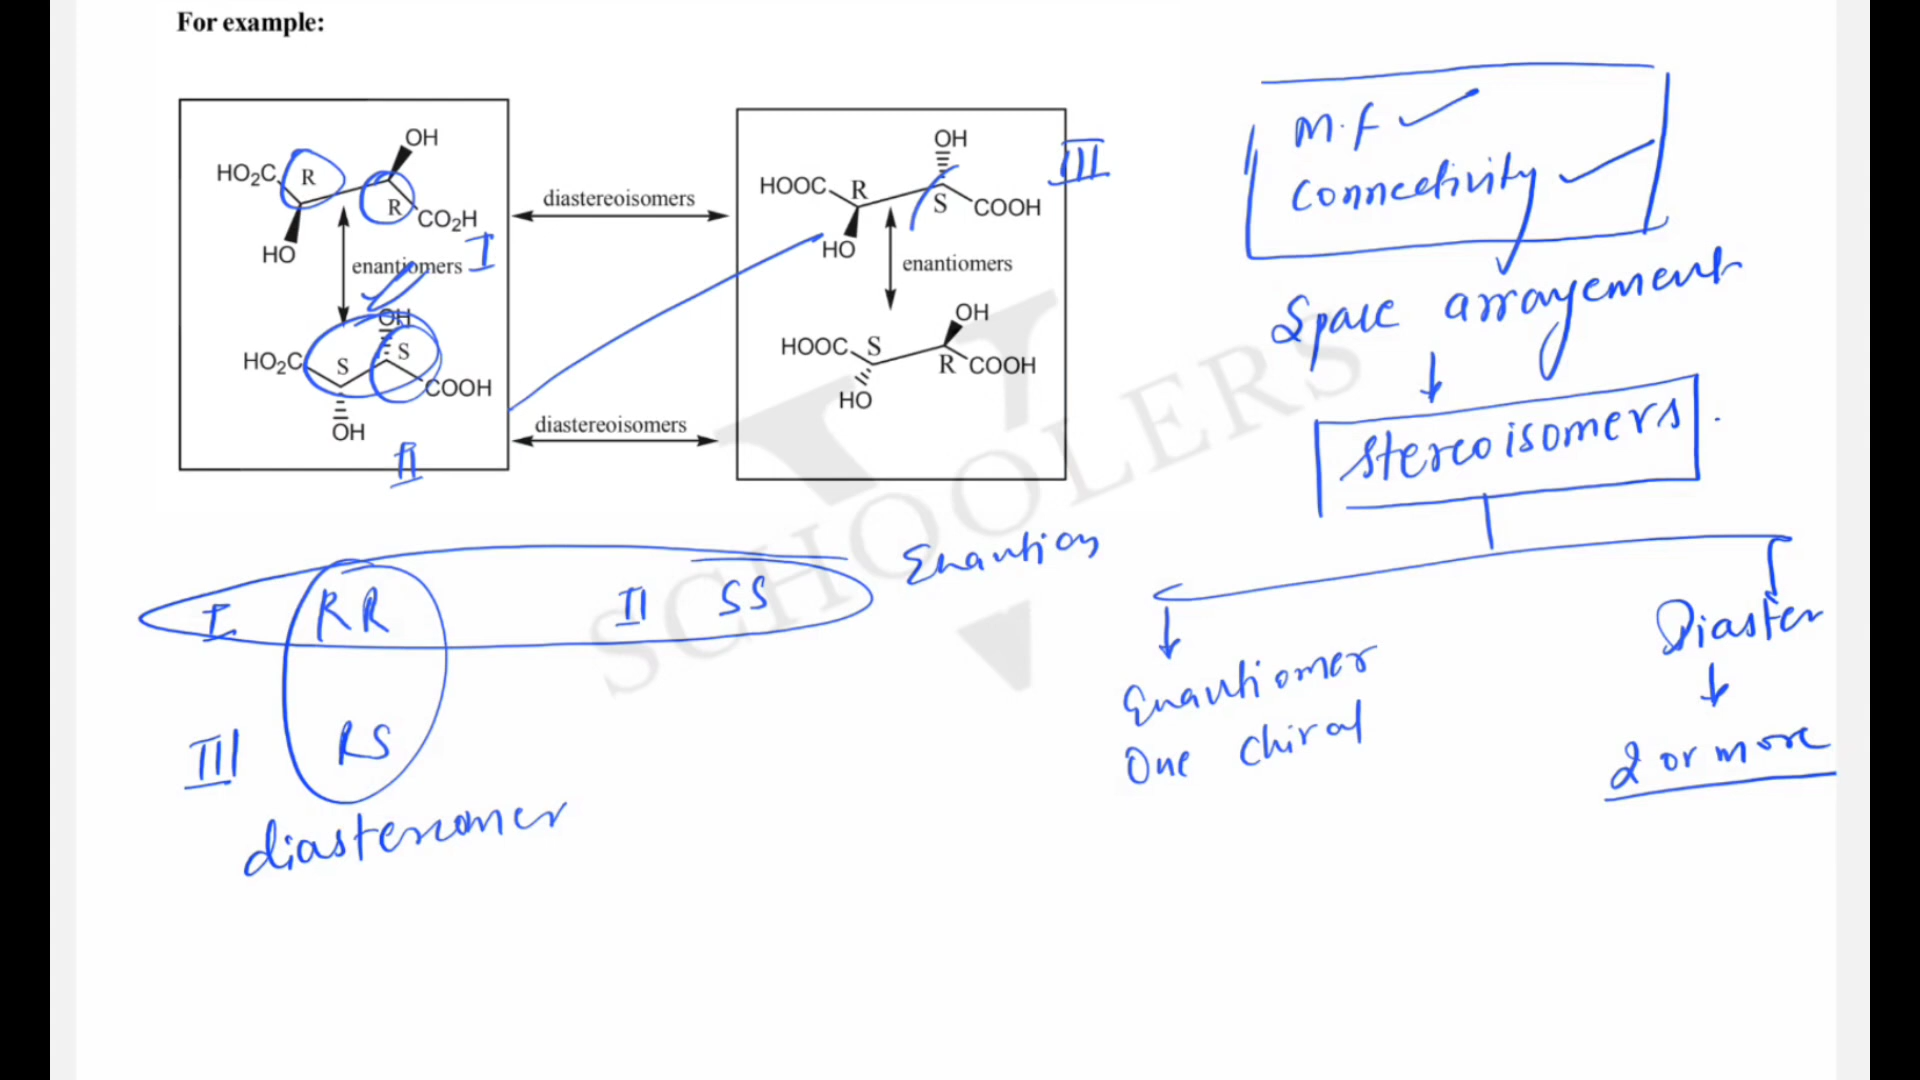 For example:
OH
HO₂C
R
R
CO₂H
HO
I
enantiomers
OH
HO₂C
S
S
COOH
OH
II
diastereoisomers
diastereoisomers
OH
HOOC
R
S
COOH
HO
III
enantiomers
OH
HOOC
S
R
COOH
HO
M.f
Connectivity
Space arrangement
Stereoisomers.
Enantiomer
One Chiral
Diaster
2 or more
I RR II SS
III RS
SCHOOLERS